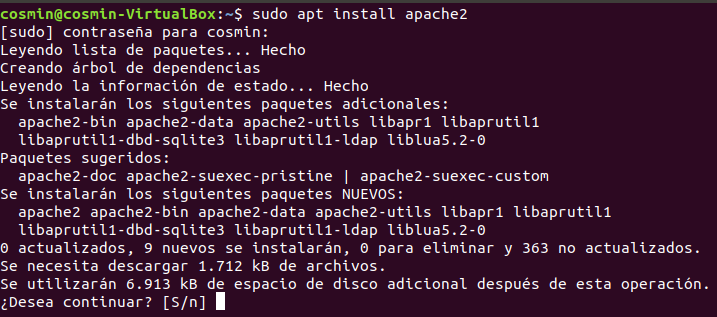 cosmin@cosmin-VirtualBox:~$ sudo apt install apache2
[sudo] contraseña para cosmin:
Leyendo lista de paquetes... Hecho
Creando árbol de dependencias
Leyendo la información de estado... Hecho
Se instalarán los siguientes paquetes adicionales:
  apache2-bin apache2-data apache2-utils libapr1 libaprutil1
  libaprutil1-dbd-sqlite3 libaprutil1-ldap liblua5.2-0
Paquetes sugeridos:
  apache2-doc apache2-suexec-pristine | apache2-suexec-custom
Se instalarán los siguientes paquetes NUEVOS:
  apache2 apache2-bin apache2-data apache2-utils libapr1 libaprutil1
  libaprutil1-dbd-sqlite3 libaprutil1-ldap liblua5.2-0
0 actualizados, 9 nuevos se instalarán, 0 para eliminar y 363 no actualizados.
Se necesita descargar 1.712 kB de archivos.
Se utilizarán 6.913 kB de espacio de disco adicional después de esta operación.
¿Desea continuar? [S/n]